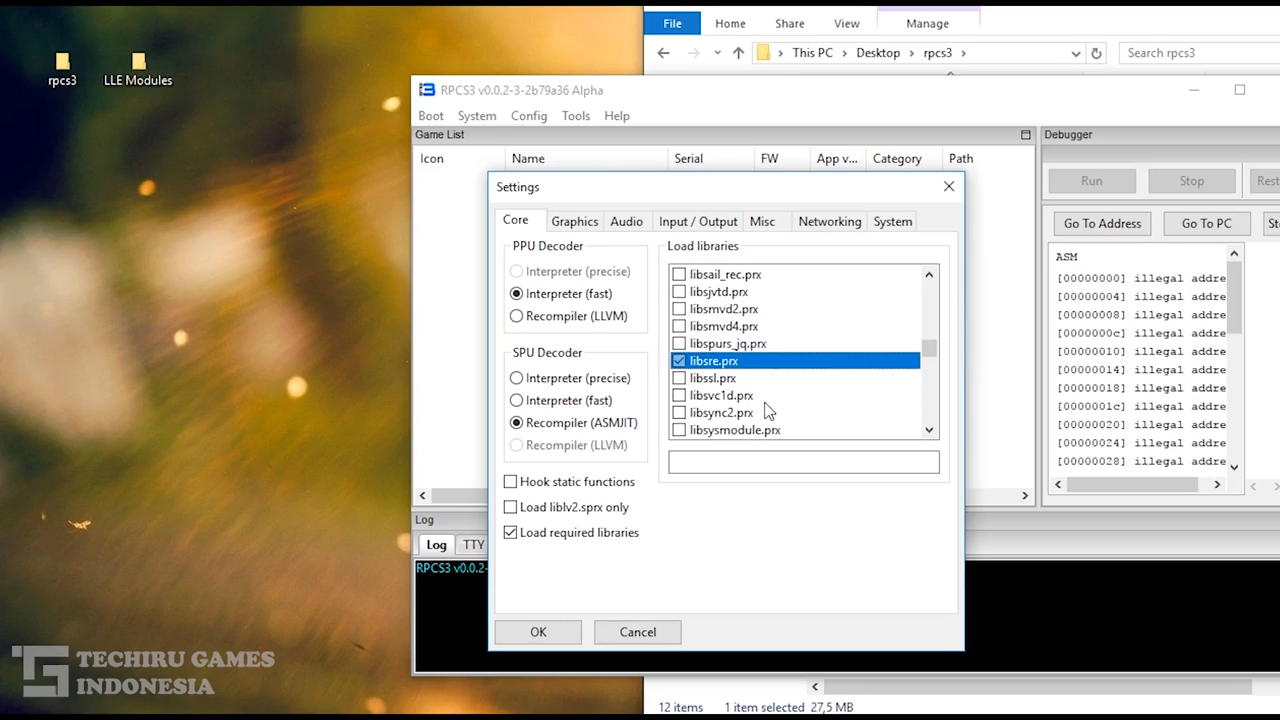 File
Home
Share
View
Manage
This PC
Desktop
rpcs3
Search rpcs3
rpcs3
LLE Modules
RPCS3 v0.0.2-3-2b79a36 Alpha
Boot
System
Config
Tools
Help
Game List
Icon
Name
Serial
FW
App v...
Category
Path
Debugger
Run
Stop
Go To Address
Go To PC
ASM
[00000000] illegal addre
[00000004] illegal addre
[00000008] illegal addre
[0000000c] illegal addre
[00000010] illegal addre
[00000014] illegal addre
[00000018] illegal addre
[0000001c] illegal addre
[00000020] illegal addre
[00000024] illegal addre
[00000028] illegal addre
Settings
Core
Graphics
Audio
Input / Output
Misc
Networking
System
PPU Decoder
Interpreter (precise)
Interpreter (fast)
Recompiler (LLVM)
SPU Decoder
Interpreter (precise)
Interpreter (fast)
Recompiler (ASMJIT)
Recompiler (LLVM)
Hook static functions
Load liblv2.sprx only
Load required libraries
Load libraries
libsail_rec.prx
libsjvtd.prx
libsmvd2.prx
libsmvd4.prx
libspurs_jq.prx
libsre.prx
libssl.prx
libsvc1d.prx
libsync2.prx
libsysmodule.prx
OK
Cancel
Log
Log
TTY
RPCS3 v0.0.2-
TG TECHIRU GAMES
INDONESIA
12 items
1 item selected 27,5 MB